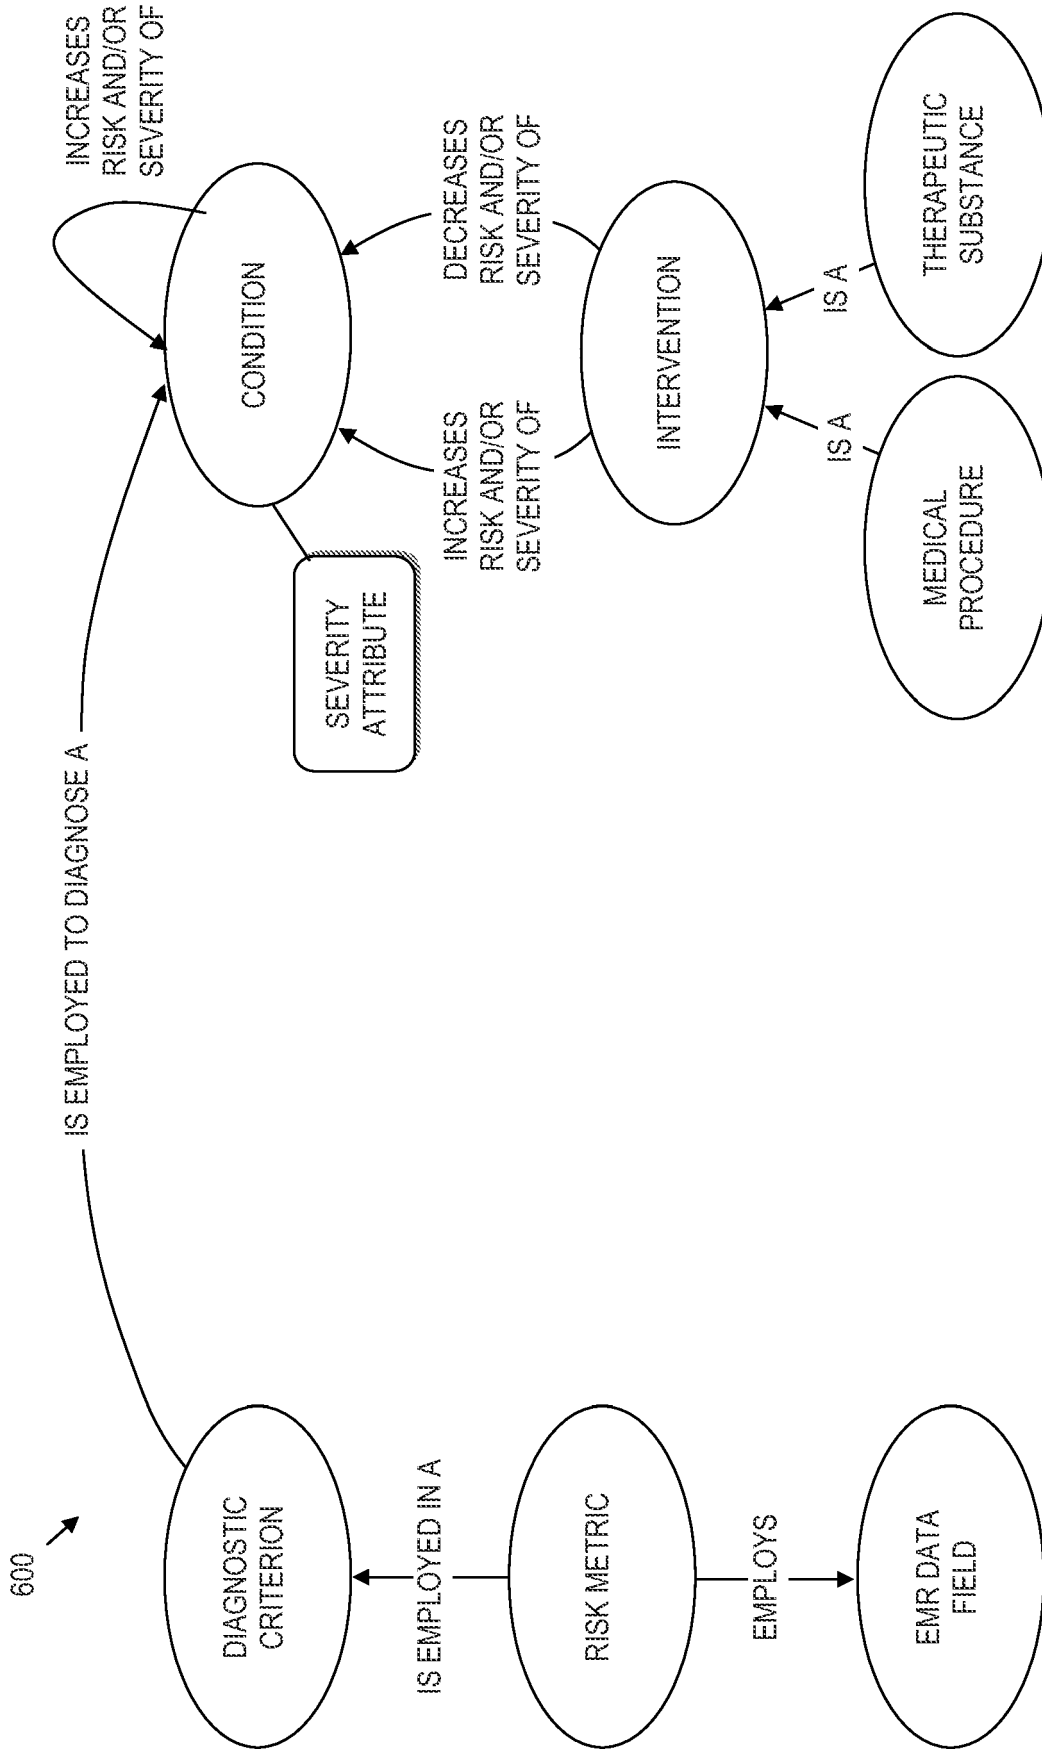 600
IS EMPLOYED TO DIAGNOSE A
INCREASES
RISK AND/OR
SEVERITY OF
DIAGNOSTIC
CRITERION
CONDITION
SEVERITY
ATTRIBUTE
IS EMPLOYED IN A
INCREASES
RISK AND/OR
SEVERITY OF
DECREASES
RISK AND/OR
SEVERITY OF
RISK METRIC
INTERVENTION
EMPLOYS
IS A
IS A
EMR DATA
FIELD
MEDICAL
PROCEDURE
THERAPEUTIC
SUBSTANCE